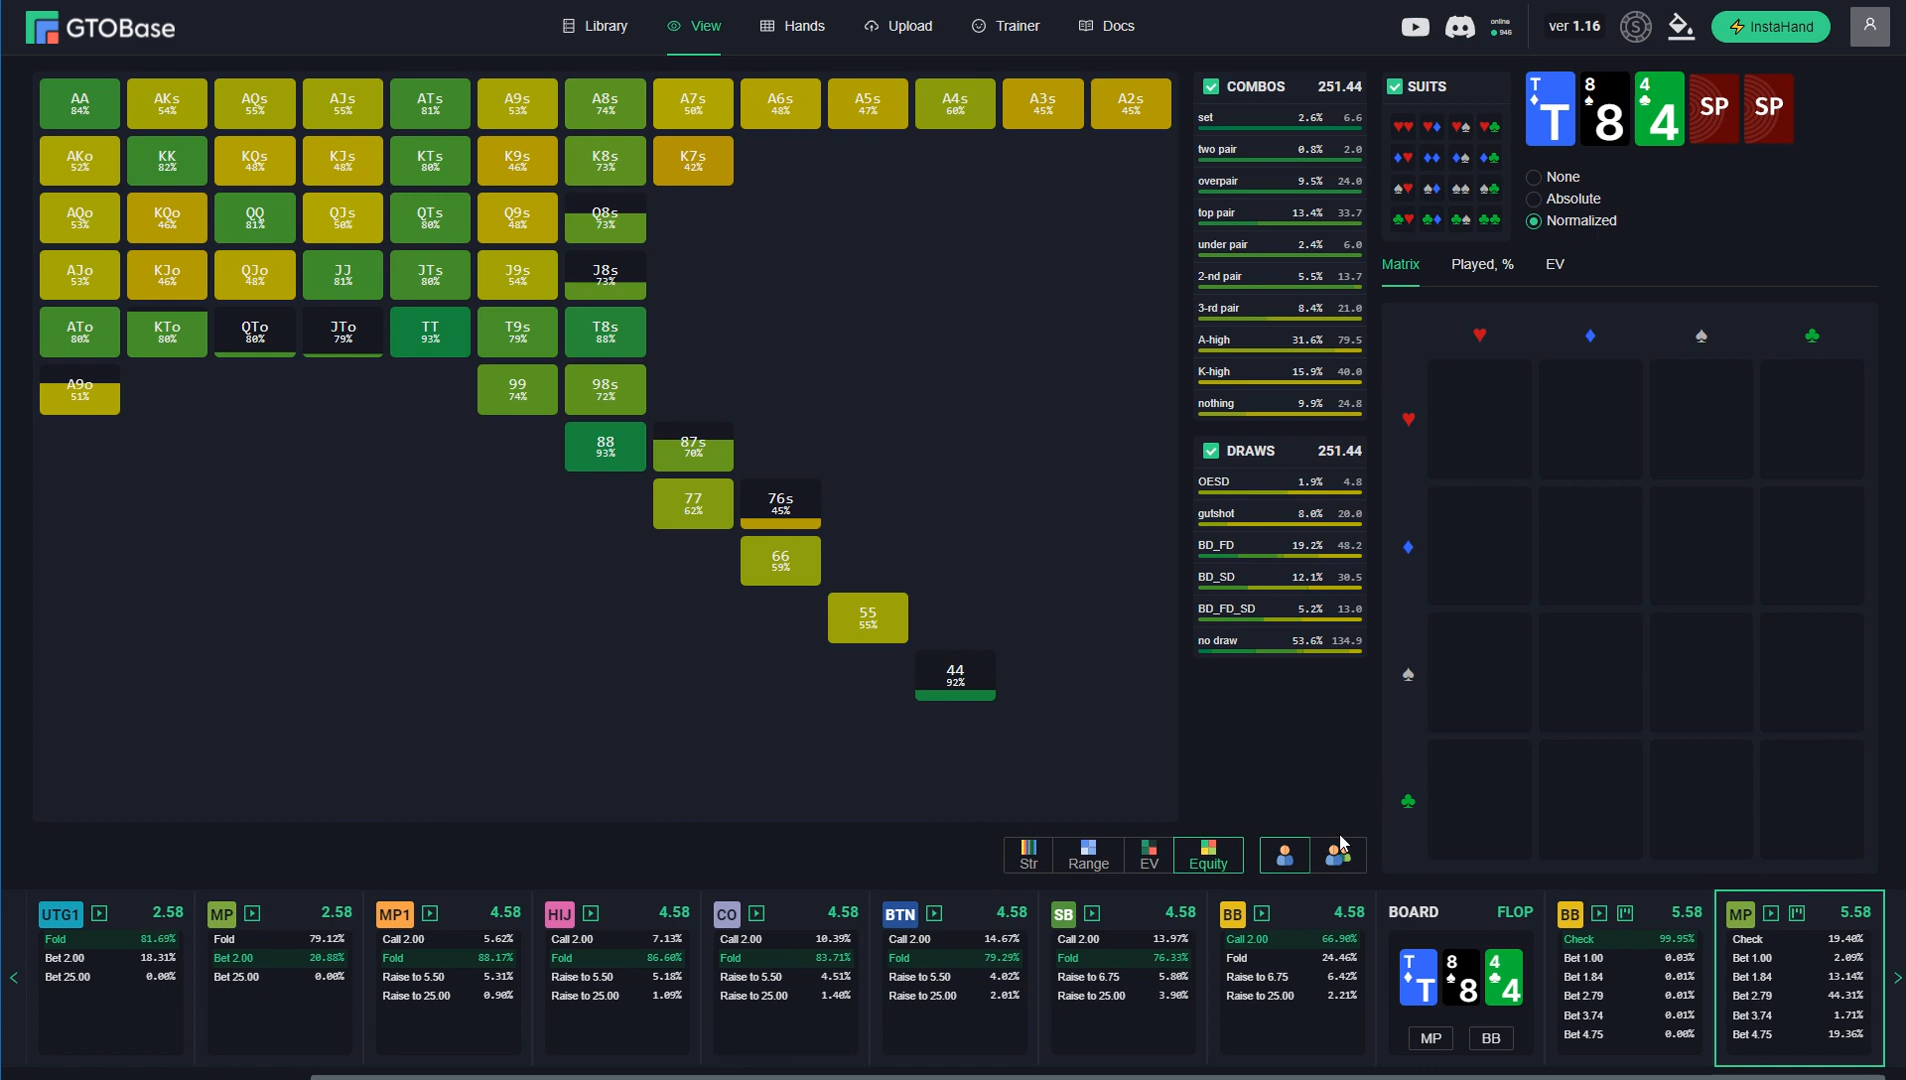 GTOBase
Library
View
Hands
Upload
Trainer
Docs
online
946
ver 1.16
InstaHand
AA 84%
AKs 54%
AQs 55%
AJs 55%
ATs 81%
A9s 53%
A8s 74%
A7s 50%
A6s 48%
A5s 47%
A4s 60%
A3s 45%
A2s 45%
AKo 52%
KK 82%
KQs 48%
KJs 48%
KTs 80%
K9s 46%
K8s 73%
K7s 42%
AQo 53%
KQo 46%
QQ 81%
QJs 50%
QTs 80%
Q9s 48%
Q8s 73%
AJo 53%
KJo 46%
QJo 48%
JJ 81%
JTs 80%
J9s 54%
J8s 73%
ATo 80%
KTo 80%
QTo 80%
JTo 79%
TT 93%
T9s 79%
T8s 88%
A9o 51%
99 74%
98s 72%
88 93%
87s 70%
77 62%
76s 45%
66 59%
55 55%
44 92%
COMBOS 251.44
set 2.6% 6.6
two pair 0.8% 2.0
overpair 9.5% 24.0
top pair 13.4% 33.7
under pair 2.4% 6.0
2-nd pair 5.5% 13.7
3-rd pair 8.4% 21.0
A-high 31.6% 79.5
K-high 15.9% 40.0
nothing 9.9% 24.8
DRAWS 251.44
OESD 1.9% 4.8
gutshot 8.0% 20.0
BD_FD 19.2% 48.2
BD_SD 12.1% 30.5
BD_FD_SD 5.2% 13.0
no draw 53.6% 134.9
SUITS
T T
8 8
4 4
SP
SP
None
Absolute
Normalized
Matrix
Played, %
EV
Str
Range
EV
Equity
UTG1 2.58
Fold 81.69%
Bet 2.00 18.31%
Bet 25.00 0.00%
MP 2.58
Fold 79.12%
Bet 2.00 20.88%
Bet 25.00 0.00%
MP1 4.58
Call 2.00 5.62%
Fold 88.17%
Raise to 5.50 5.31%
Raise to 25.00 0.90%
HIJ 4.58
Call 2.00 7.13%
Fold 86.60%
Raise to 5.50 5.18%
Raise to 25.00 1.09%
CO 4.58
Call 2.00 10.39%
Fold 83.71%
Raise to 5.50 4.51%
Raise to 25.00 1.40%
BTN 4.58
Call 2.00 14.67%
Fold 79.29%
Raise to 5.50 4.02%
Raise to 25.00 2.01%
SB 4.58
Call 2.00 13.97%
Fold 76.33%
Raise to 6.75 5.80%
Raise to 25.00 3.90%
BB 4.58
Call 2.00 66.90%
Fold 24.46%
Raise to 6.75 6.42%
Raise to 25.00 2.21%
BOARD FLOP
T T
8 8
4 4
MP
BB
BB 5.58
Check 99.95%
Bet 1.00 0.03%
Bet 1.84 0.01%
Bet 2.79 0.01%
Bet 3.74 0.01%
Bet 4.75 0.00%
MP 5.58
Check 19.40%
Bet 1.00 2.09%
Bet 1.84 13.14%
Bet 2.79 44.31%
Bet 3.74 1.71%
Bet 4.75 19.36%